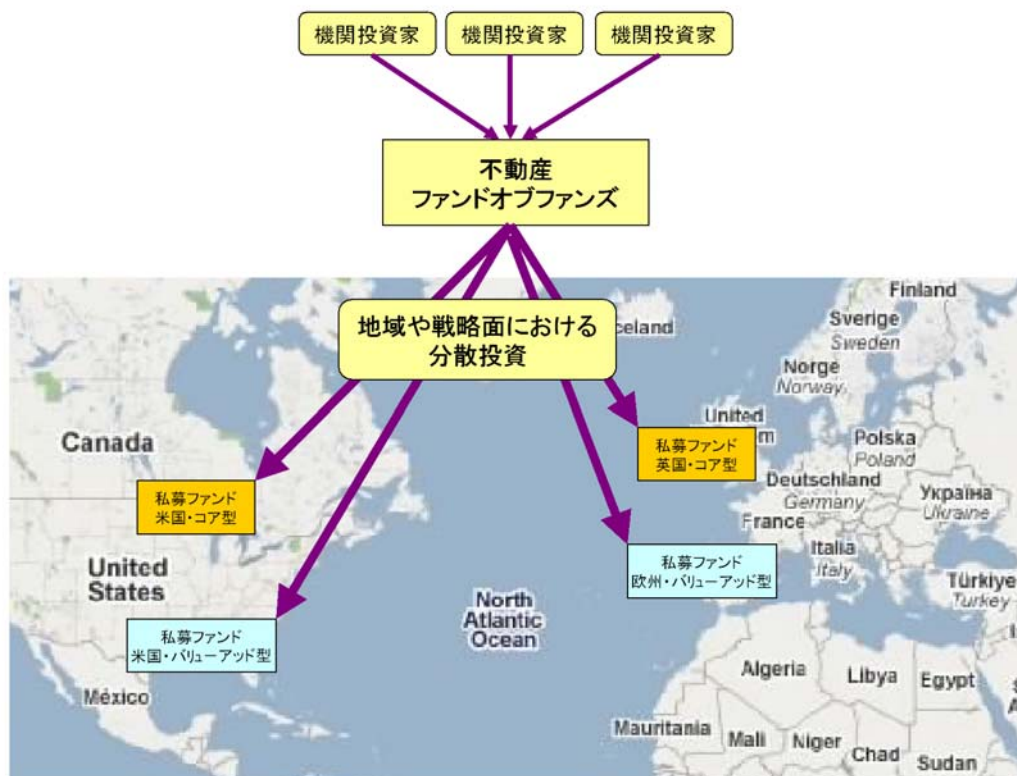 機関投資家
機関投資家
機関投資家
不動産
ファンドオブファンズ
地域や戦略面における
分散投資
Finland
Sverige
Sweden
Norge
Norway
United
Canada
私募ファンド
英国・コア型
Polska
Poland
私募ファンド
米国・コア型
Deutschland
Germany
Україна
Ukraine
France
United
States
私募ファンド
欧州・バリューアッド型
Italia
Italy
Türkiye
Turkey
North
Atlantic
Ocean
私募ファンド
米国・バリューアッド型
México
Algeria
Libya
Egypt
Mauritania
Mali
Niger
Chad
Sudan